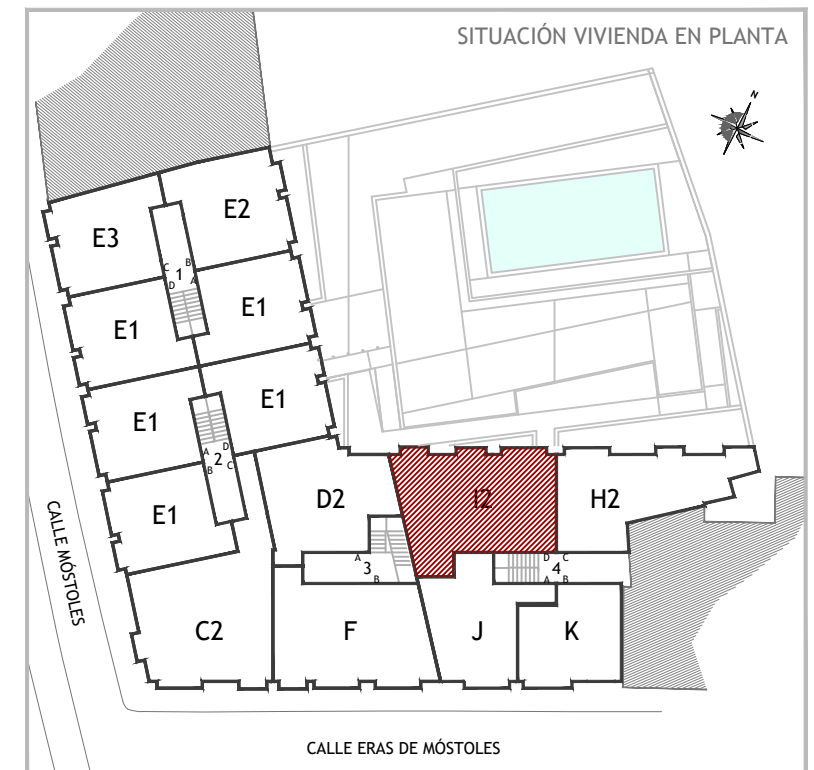 SITUACIÓN VIVIENDA EN PLANTA
N
E2
E3
C B
1
D A
E1
E1
E1
E1
A D
2
B C
E1
D2
I2
H2
A
3
B
D C
4
A B
C2
F
J
K
CALLE MÓSTOLES
CALLE ERAS DE MÓSTOLES